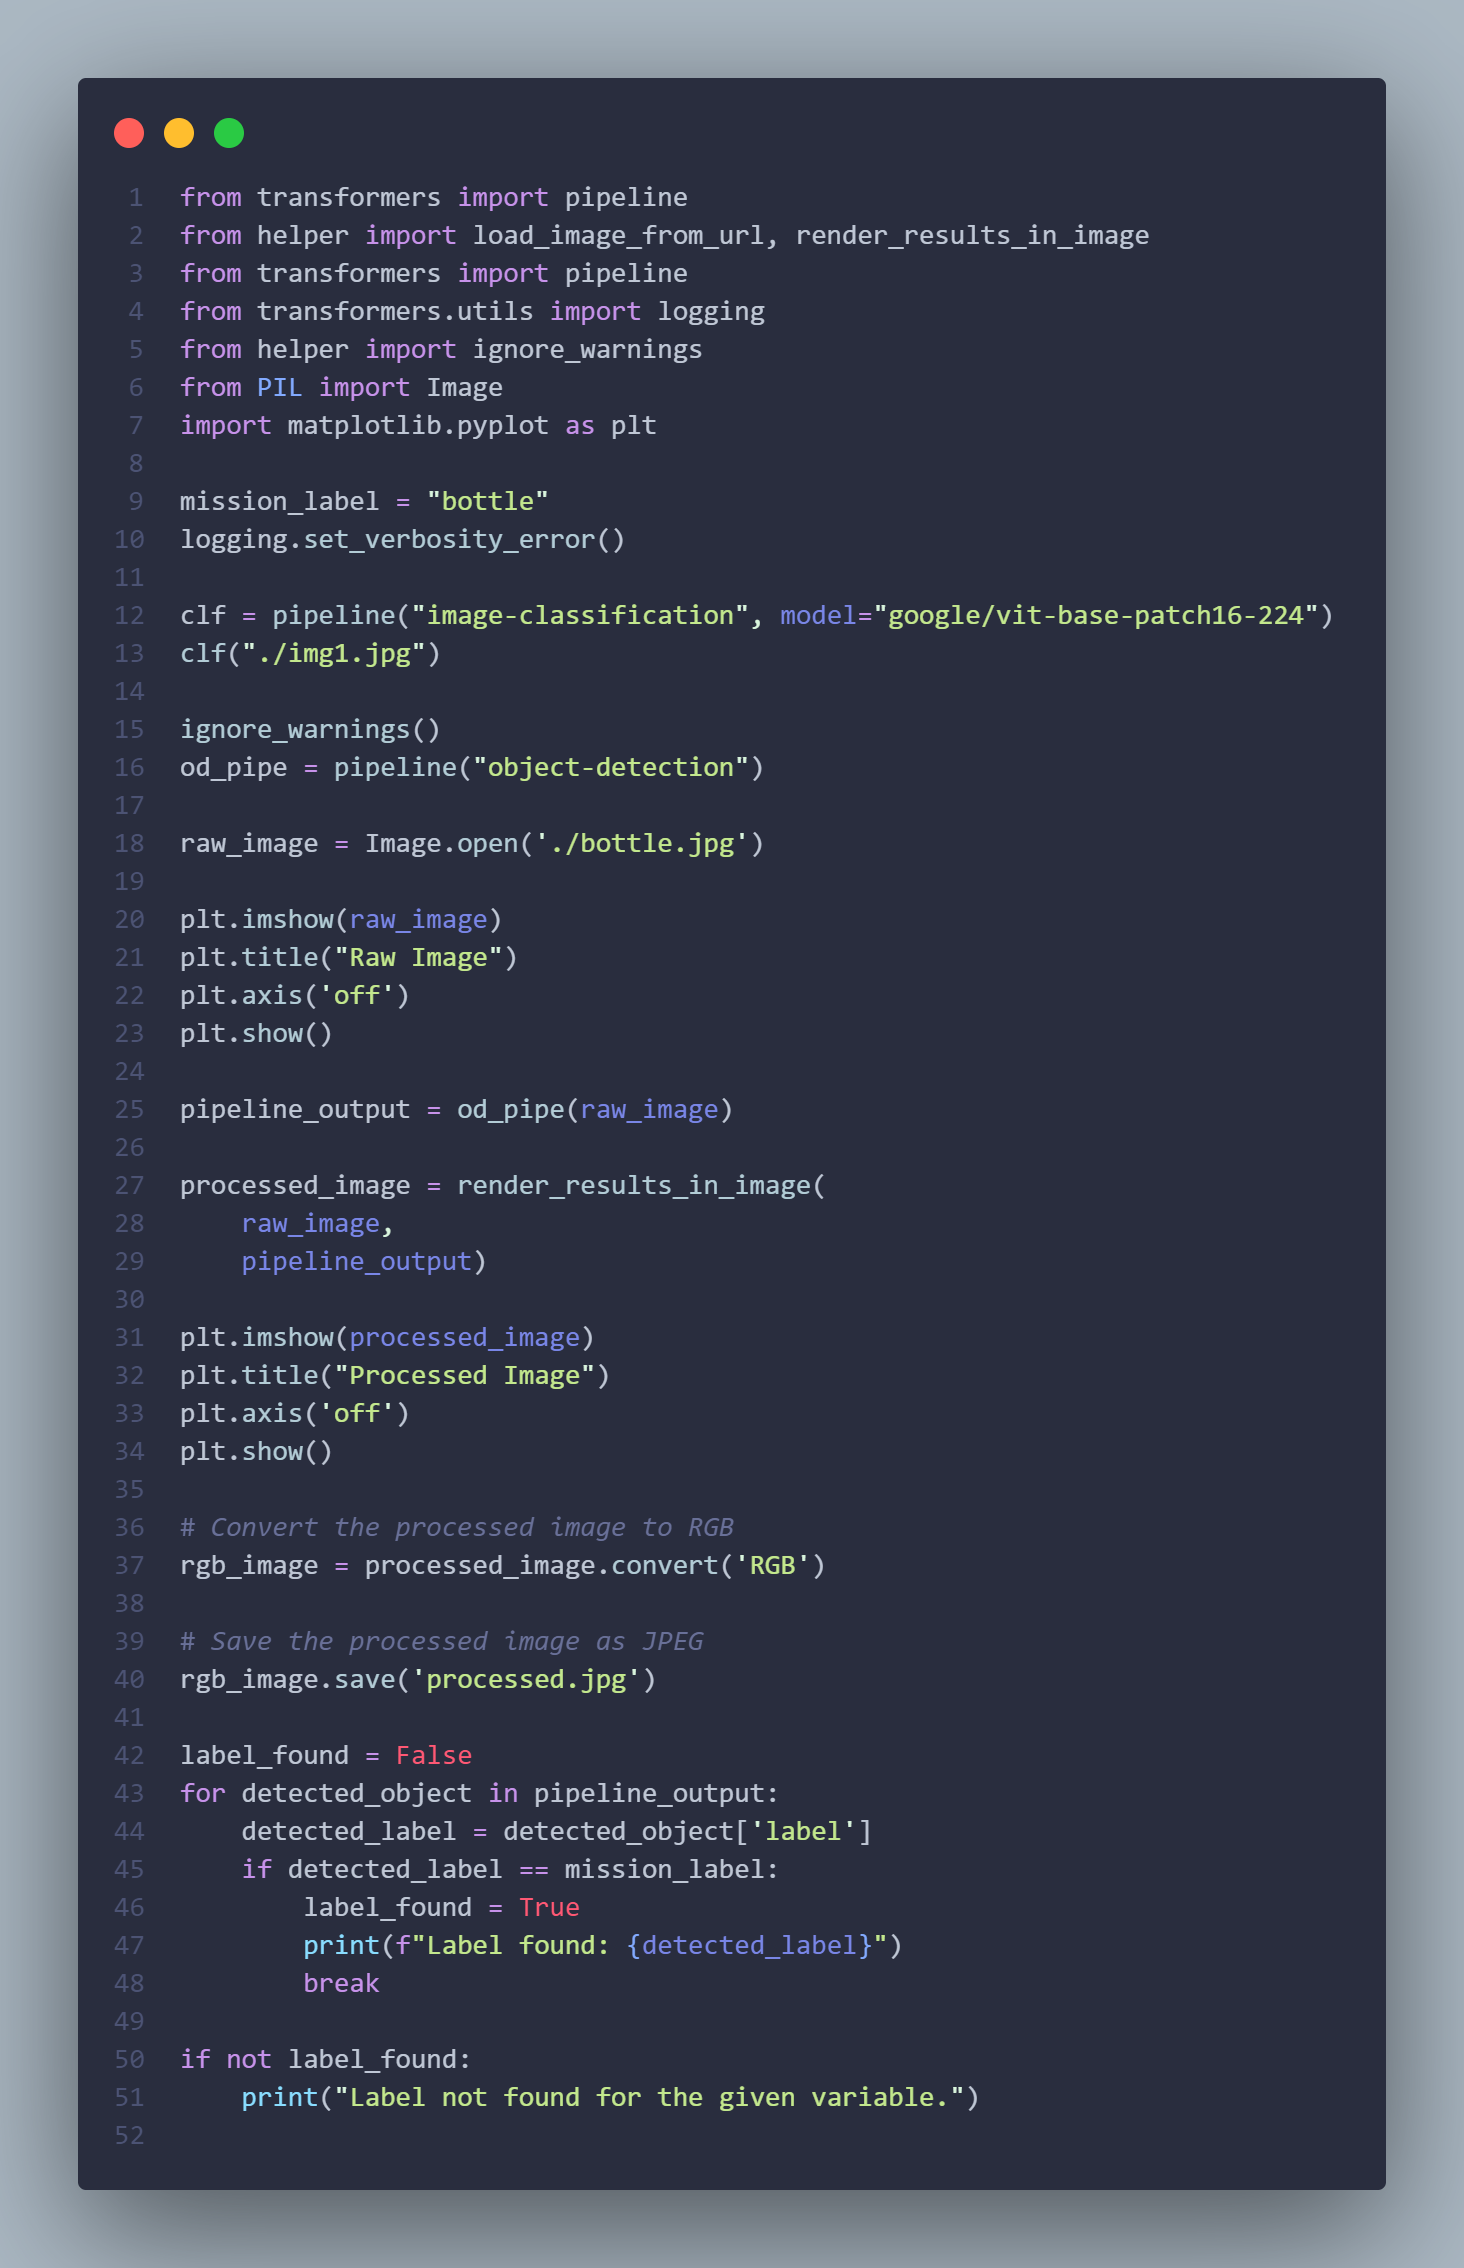 1 from transformers import pipeline
2 from helper import load_image_from_url, render_results_in_image
3 from transformers import pipeline
4 from transformers.utils import logging
5 from helper import ignore_warnings
6 from PIL import Image
7 import matplotlib.pyplot as plt
8
9 mission_label = "bottle"
10 logging.set_verbosity_error()
11
12 clf = pipeline("image-classification", model="google/vit-base-patch16-224")
13 clf("./img1.jpg")
14
15 ignore_warnings()
16 od_pipe = pipeline("object-detection")
17
18 raw_image = Image.open('./bottle.jpg')
19
20 plt.imshow(raw_image)
21 plt.title("Raw Image")
22 plt.axis('off')
23 plt.show()
24
25 pipeline_output = od_pipe(raw_image)
26
27 processed_image = render_results_in_image(
28     raw_image,
29     pipeline_output)
30
31 plt.imshow(processed_image)
32 plt.title("Processed Image")
33 plt.axis('off')
34 plt.show()
35
36 # Convert the processed image to RGB
37 rgb_image = processed_image.convert('RGB')
38
39 # Save the processed image as JPEG
40 rgb_image.save('processed.jpg')
41
42 label_found = False
43 for detected_object in pipeline_output:
44     detected_label = detected_object['label']
45     if detected_label == mission_label:
46         label_found = True
47         print(f"Label found: {detected_label}")
48         break
49
50 if not label_found:
51     print("Label not found for the given variable.")
52